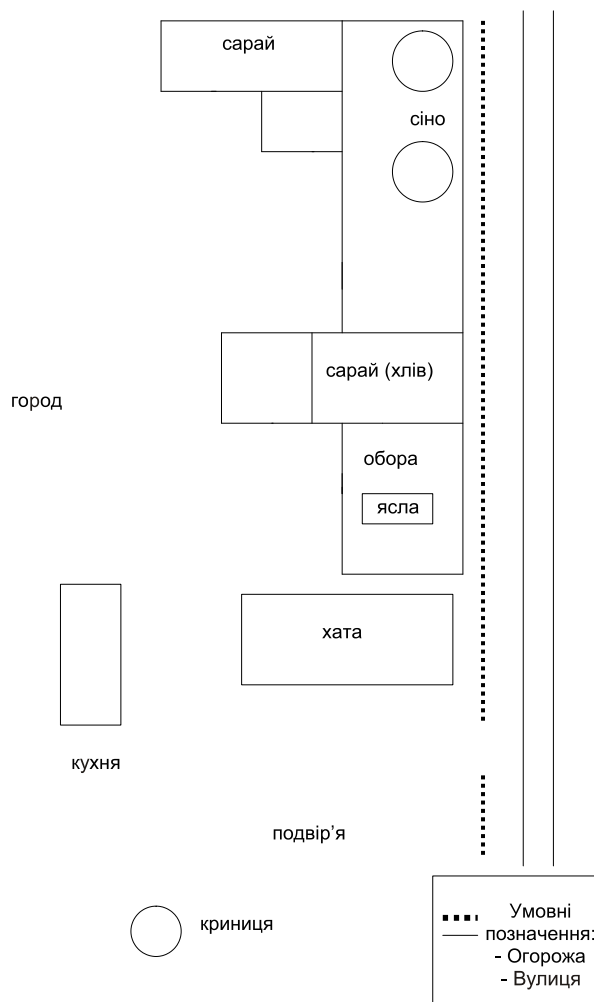 сарай
сіно
сарай (хлів)
город
обора
ясла
хата
кухня
подвір’я
криниця
Умовні
позначення:
- Огорожа
- Вулиця